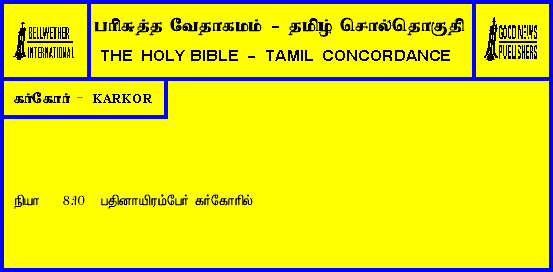 BELLWETHER
INTERNATIONAL
பரிசுத்த வேதாகமம் - தமிழ் சொல்தொகுதி
THE HOLY BIBLE - TAMIL CONCORDANCE
GOOD NEWS
PUBLISHERS
கர்கோர் - KARKOR
நியா 8:10 பதினாயிரம்பேர் கர்கோரில்